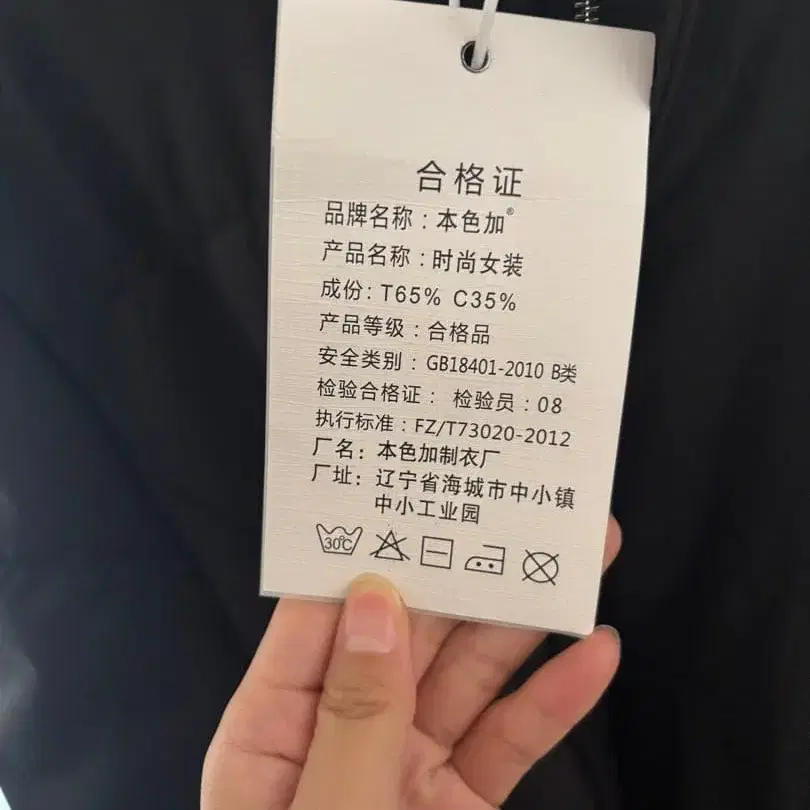 合格证
品牌名称：本色加®
产品名称：时尚女装
成份：T65% C35%
产品等级：合格品
安全类别：GB18401-2010 B类
检验合格证： 检验员：08
执行标准：FZ/T73020-2012
厂名：本色加制衣厂
厂址：辽宁省海城市中小镇
中小工业园
30℃